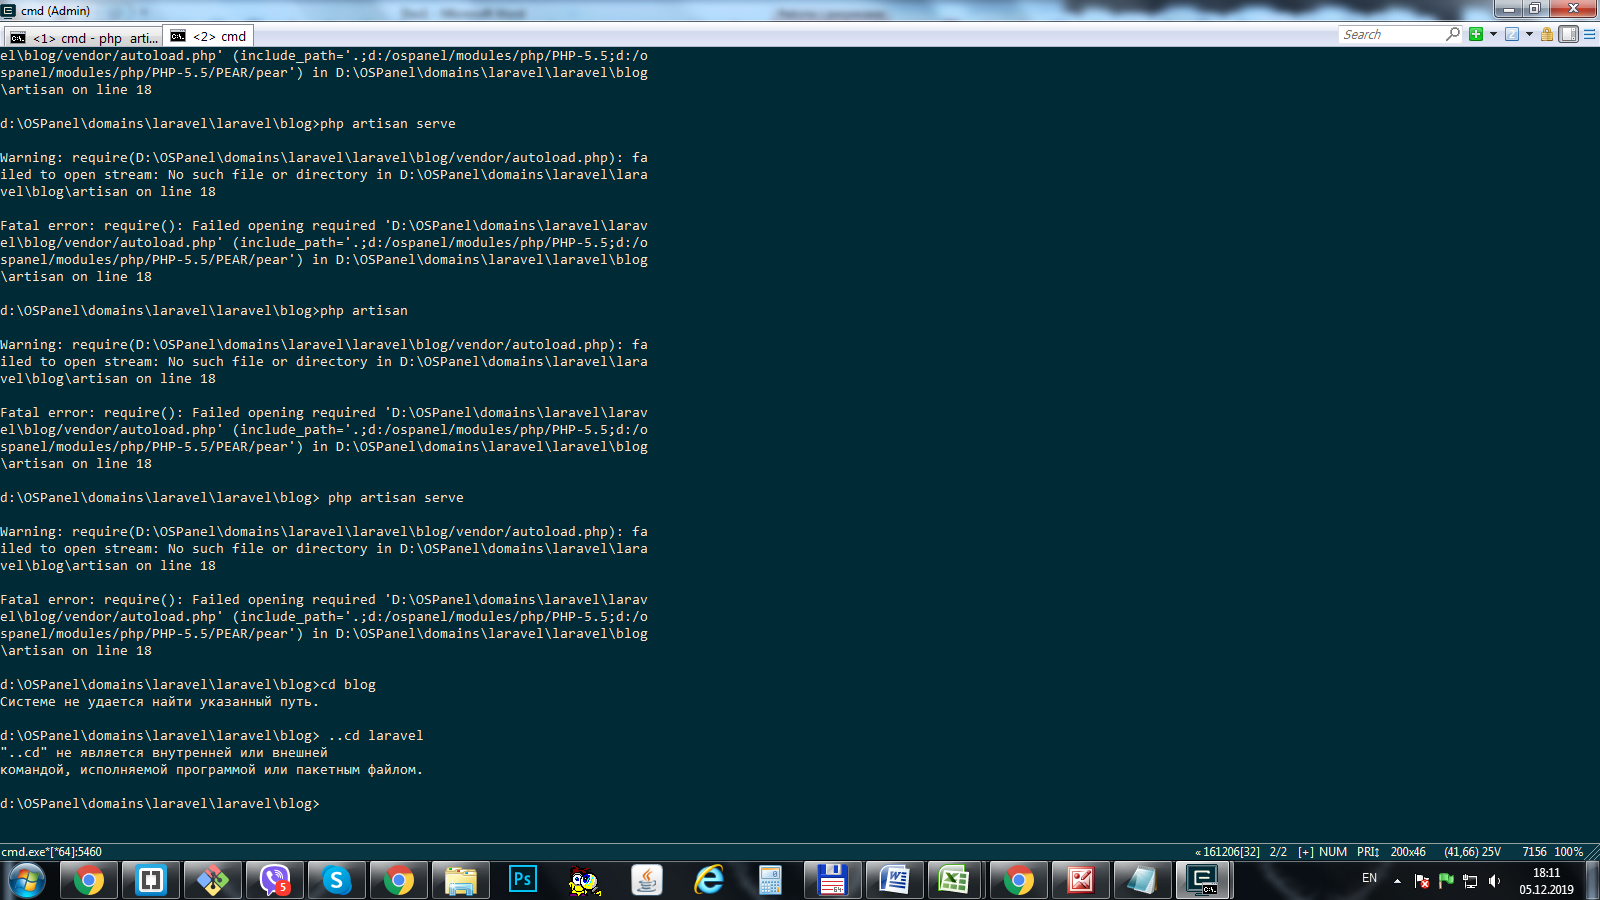 cmd (Admin)
<1> cmd - php arti...
<2> cmd
Search
el\blog/vendor/autoload.php' (include_path='.;d:/ospanel/modules/php/PHP-5.5;d:/o
spanel/modules/php/PHP-5.5/PEAR/pear') in D:\OSPanel\domains\laravel\laravel\blog
\artisan on line 18
d:\OSPanel\domains\laravel\laravel\blog>php artisan serve
Warning: require(D:\OSPanel\domains\laravel\laravel\blog/vendor/autoload.php): fa
iled to open stream: No such file or directory in D:\OSPanel\domains\laravel\lara
vel\blog\artisan on line 18
Fatal error: require(): Failed opening required 'D:\OSPanel\domains\laravel\larav
el\blog/vendor/autoload.php' (include_path='.;d:/ospanel/modules/php/PHP-5.5;d:/o
spanel/modules/php/PHP-5.5/PEAR/pear') in D:\OSPanel\domains\laravel\laravel\blog
\artisan on line 18
d:\OSPanel\domains\laravel\laravel\blog>php artisan
Warning: require(D:\OSPanel\domains\laravel\laravel\blog/vendor/autoload.php): fa
iled to open stream: No such file or directory in D:\OSPanel\domains\laravel\lara
vel\blog\artisan on line 18
Fatal error: require(): Failed opening required 'D:\OSPanel\domains\laravel\larav
el\blog/vendor/autoload.php' (include_path='.;d:/ospanel/modules/php/PHP-5.5;d:/o
spanel/modules/php/PHP-5.5/PEAR/pear') in D:\OSPanel\domains\laravel\laravel\blog
\artisan on line 18
d:\OSPanel\domains\laravel\laravel\blog> php artisan serve
Warning: require(D:\OSPanel\domains\laravel\laravel\blog/vendor/autoload.php): fa
iled to open stream: No such file or directory in D:\OSPanel\domains\laravel\lara
vel\blog\artisan on line 18
Fatal error: require(): Failed opening required 'D:\OSPanel\domains\laravel\larav
el\blog/vendor/autoload.php' (include_path='.;d:/ospanel/modules/php/PHP-5.5;d:/o
spanel/modules/php/PHP-5.5/PEAR/pear') in D:\OSPanel\domains\laravel\laravel\blog
\artisan on line 18
d:\OSPanel\domains\laravel\laravel\blog>cd blog
Системе не удается найти указанный путь.
d:\OSPanel\domains\laravel\laravel\blog> ..cd laravel
"..cd" не является внутренней или внешней
командой, исполняемой программой или пакетным файлом.
d:\OSPanel\domains\laravel\laravel\blog>
cmd.exe*[*64]:5460
« 161206[32] 2/2 [+] NUM PRI↕ 200x46 (41,66) 25V 7156 100%
5
Ps
EN
18:11
05.12.2019